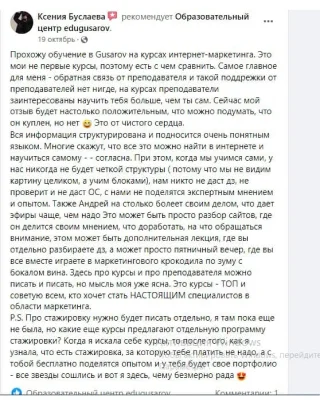 Ксения Буслаева рекомендует Образовательный
центр edugusarov.
19 октябрь ·
Прохожу обучение в Gusarov на курсах интернет-маркетинга. Это
мои не первые курсы, поэтому есть с чем сравнить. Самое главное
для меня - обратная связь от преподавателя и такой поддрежки от
преподавателей нет нигде, на курсах преподаватели
заинтересованы научить тебя больше, чем ты сам. Сейчас мой
отзыв будет настолько положительным, что можно подумать, что
он куплен, но нет 😅 Это от чистого сердца.
Вся информация структурирована и подносится очень понятным
языком. Многие скажут, что все это можно найти в интернете и
научиться самому - - согласна. При этом, когда мы учимся сами, у
нас никогда не будет четкой структуры ( потому что мы не видим
картину целиком, а учим блоками), нам никто не даст дз, не
проверит и не даст ОС, с нами не поделятся экспертным мнением
и опытом. Также Андрей на столько болеет своим делом, что дает
эфиры чаще, чем надо Это может быть просто разбор сайтов, где
он делится своим мнением, что доработать, на что обращаться
внимание, этом может быть дополнительная лекция, где вы
отдельно разбираете дз, а может просто пятничный вечер, где вы
все вместе играете в маркетингового крокодила по зуму с
бокалом вина. Здесь про курсы и про преподавателя можно
писать и писать, но мысль моя уже ясна. Это курсы - ТОП и
советую всем, кто хочет стать НАСТОЯЩИМ специалистов в
области маркетинга.
P.S. Про стажировку нужно будет писать отдельно, я там пока еще
не была, но какие еще курсы предлагают отдельную программу
стажировки? Когда я искала себе курсы, то после того, как я
узнала, что есть стажировка, за которую тебе платить не надо, а с
тобой бесплатно поделятся опытом и у тебя будет свое портфолио
- все звезды сошлись и вот я здесь, чему безмерно рада 😍
Образовательный центр edugusarov
Комментарии: 1